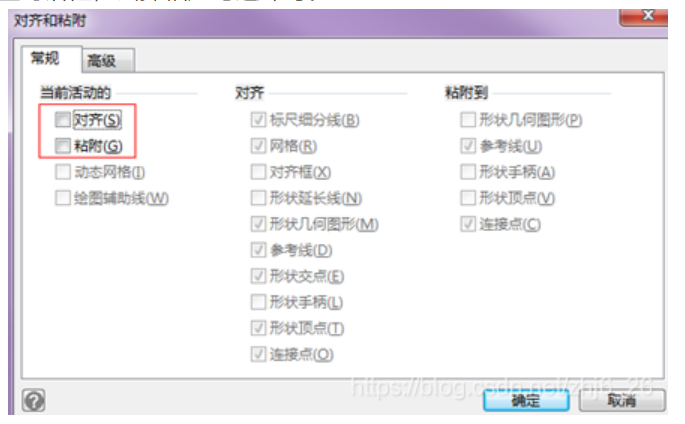 对齐和粘附
常规 高级
当前活动的 对齐 粘附到
对齐(S) 标尺细分线(B) 形状几何图形(P)
粘附(G) 网格(R) 参考线(U)
动态网格(I) 对齐框(X) 形状手柄(A)
绘图辅助线(W) 形状延长线(N) 形状顶点(V)
形状几何图形(M) 连接点(C)
参考线(D)
形状交点(E)
形状手柄(L)
形状顶点(T)
连接点(O)
https://blog.csdn.net/zhj6_26
确定 取消